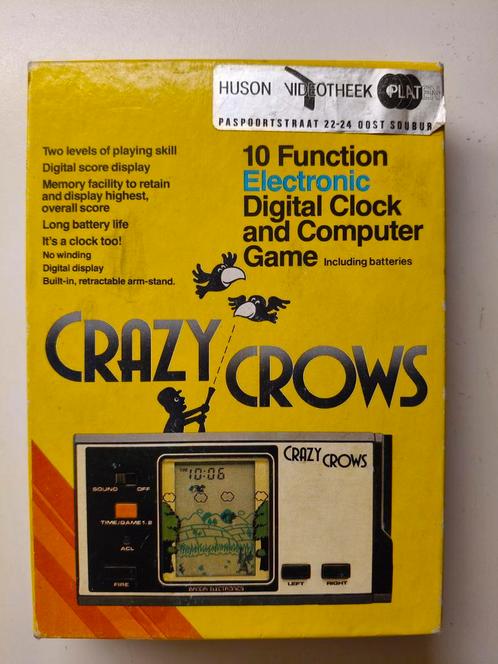 HUSON VIDEOTHEEK PLAT
PASPOORTSTRAAT 22-24 OOST SOUBUR
Two levels of playing skill
Digital score display
Memory facility to retain
and display highest,
overall score
Long battery life
It's a clock too!
No winding
Digital display
Built-in, retractable arm-stand.
10 Function
Electronic
Digital Clock
and Computer
Game Including batteries
CRAZY CROWS
SOUND OFF
TIME/GAME 1.2
ACL
FIRE
10:06
CRAZY CROWS
LEFT RIGHT